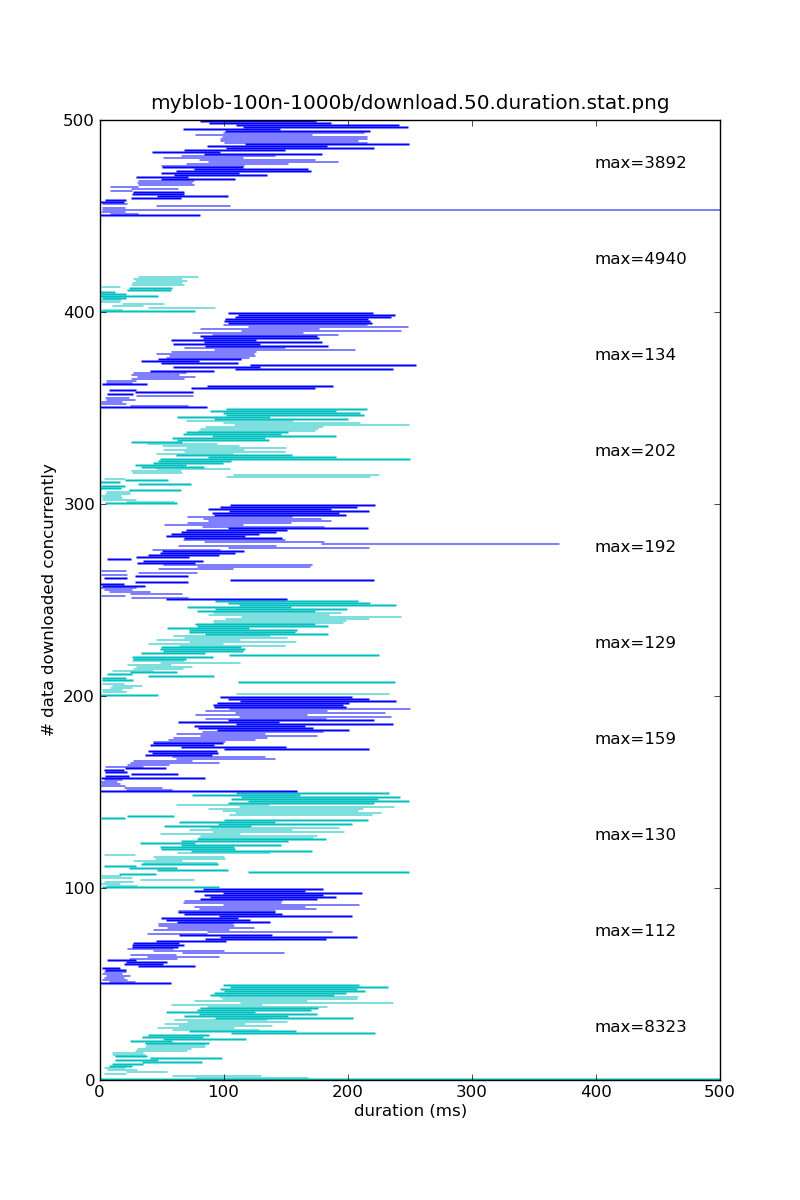 myblob-100n-1000b/download.50.duration.stat.png
500
max=3892
max=4940
400
max=134
max=202
300
max=192
max=129
200
max=159
max=130
100
max=112
max=8323
0
# data downloaded concurrently
0 100 200 300 400 500
duration (ms)